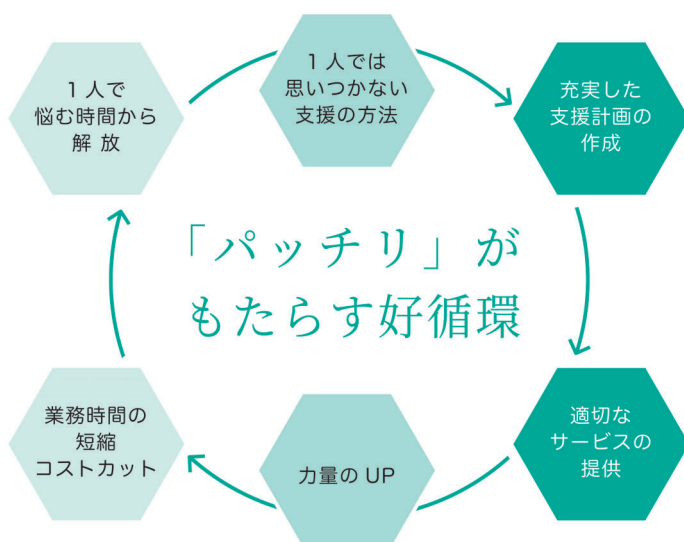 1人で
悩む時間から
解 放
1人では
思いつかない
支援の方法
充実した
支援計画の
作成
「パッチリ」が
もたらす好循環
業務時間の
短縮
コストカット
力量の UP
適切な
サービスの
提供